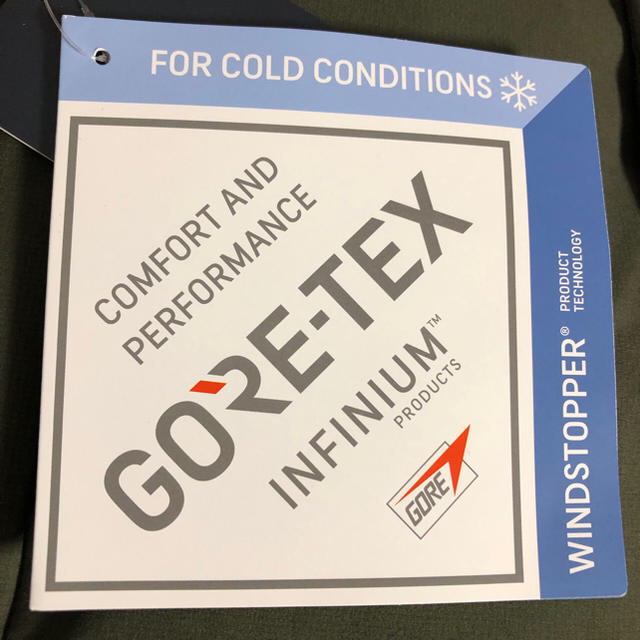 FOR COLD CONDITIONS
COMFORT AND
PERFORMANCE
GORE-TEX
INFINIUM™
PRODUCTS
GORE
WINDSTOPPER®
PRODUCT
TECHNOLOGY